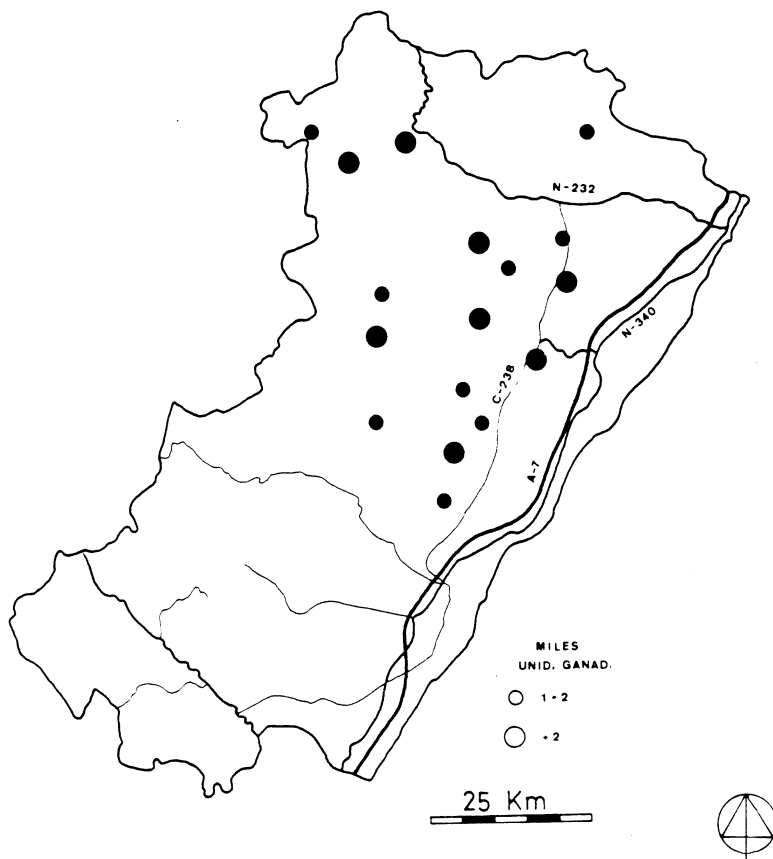 N-232
N-340
C-238
A-7
MILES
UNID. GANAD.
1-2
+2
25 Km